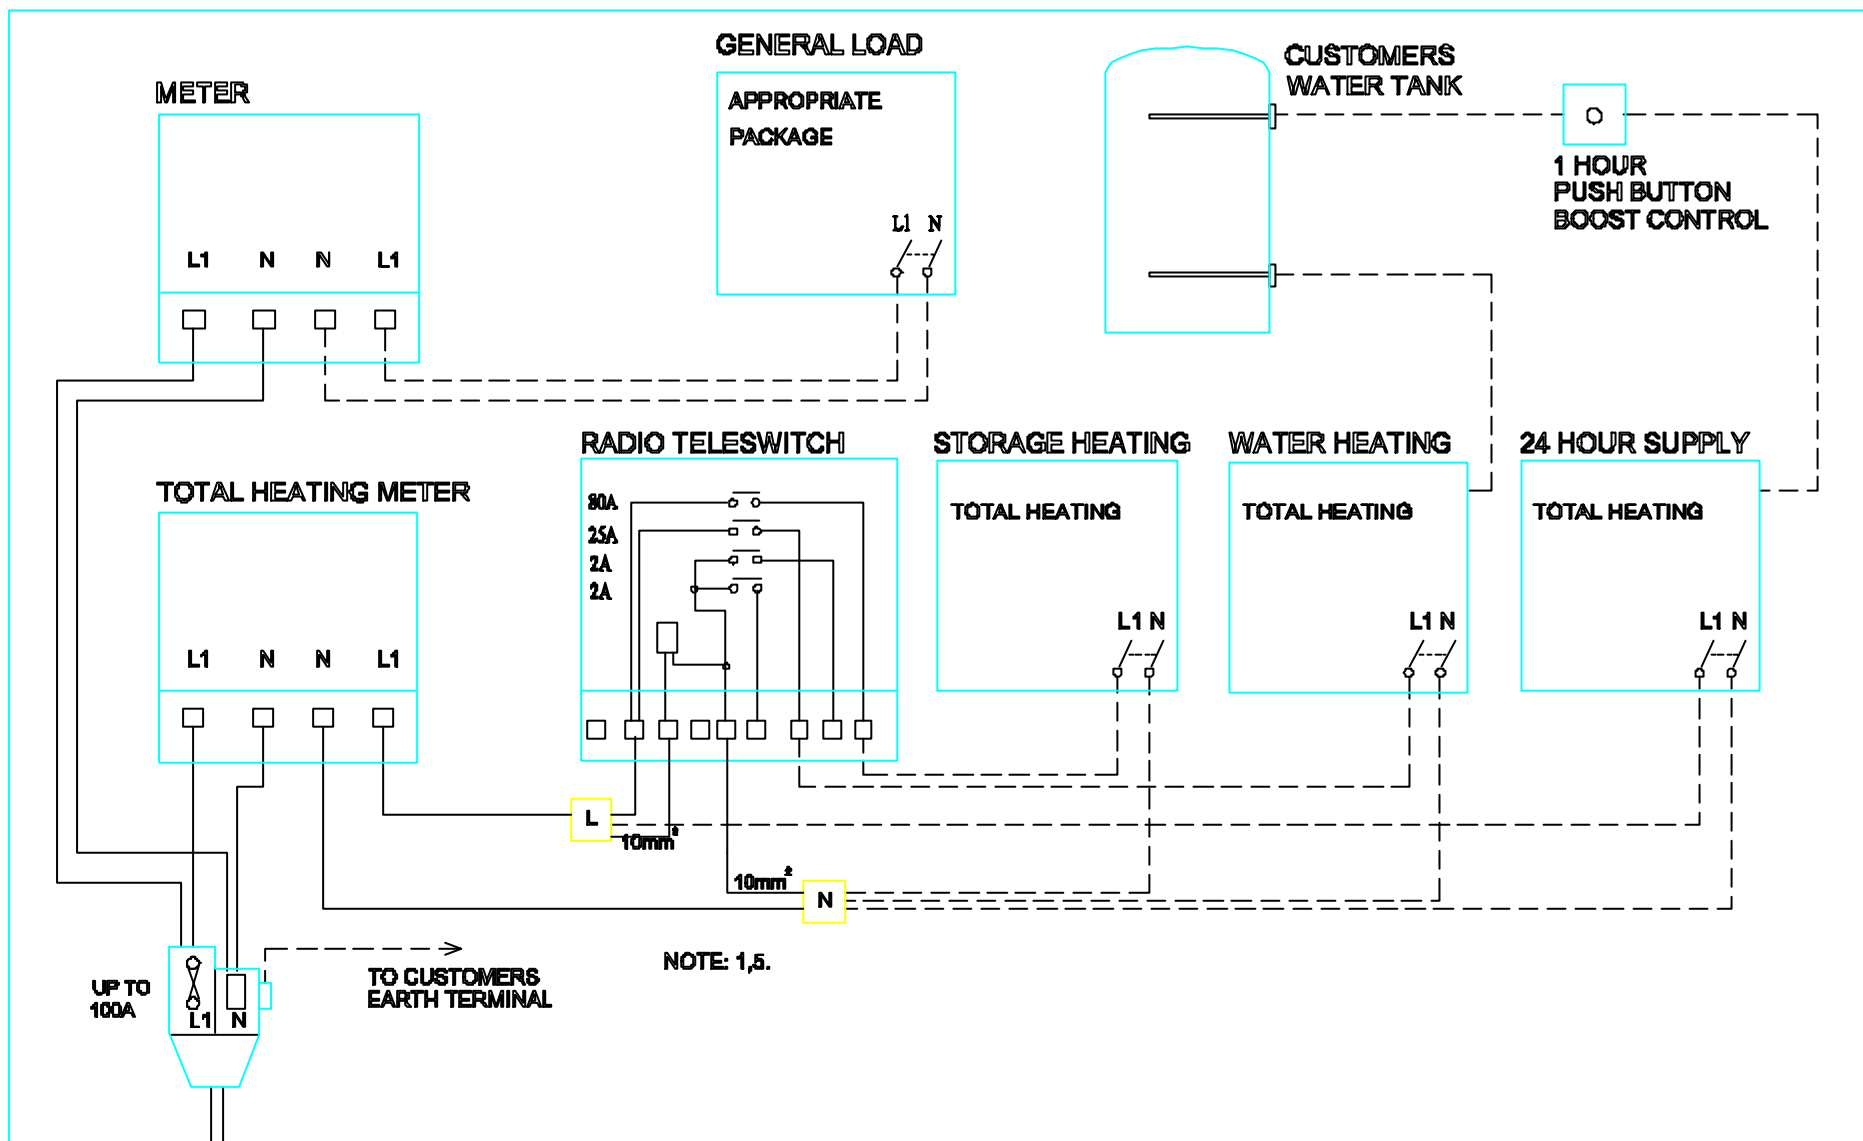 GENERAL LOAD
APPROPRIATE
PACKAGE
L1 N
CUSTOMERS
WATER TANK
1 HOUR
PUSH BUTTON
BOOST CONTROL
METER
L1 N N L1
RADIO TELESWITCH
80A
25A
2A
2A
STORAGE HEATING
TOTAL HEATING
L1 N
WATER HEATING
TOTAL HEATING
L1 N
24 HOUR SUPPLY
TOTAL HEATING
L1 N
TOTAL HEATING METER
L1 N N L1
L
10mm²
10mm²
N
NOTE: 1,5.
TO CUSTOMERS
EARTH TERMINAL
UP TO
100A
L1 N